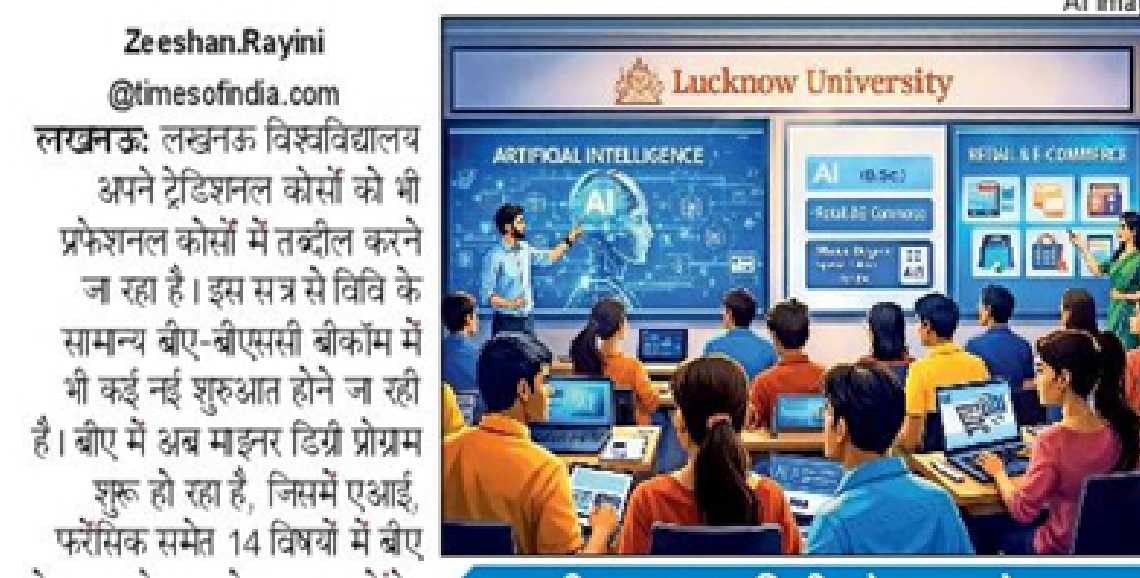 AI
Zeeshan.Rayini
@timesofindia.com
लखनऊ: लखनऊ विश्वविद्यालय
अपने ट्रेडिशनल कोर्सों को भी
प्रफेशनल कोर्सों में तब्दील करने
जा रहा है। इस सत्र से विवि के
सामान्य बीए-बीएससी बीकॉम में
भी कई नई शुरुआत होने जा रही
है। बीए में अब माइनर डिग्री प्रोग्राम
शुरू हो रहा है, जिसमें एआई,
फरेंसिक समेत 14 विषयों में बीए
Lucknow University
ARTIFICIAL INTELLIGENCE
AI
AI (B.Sc)
RETAIL & E COMMERCE